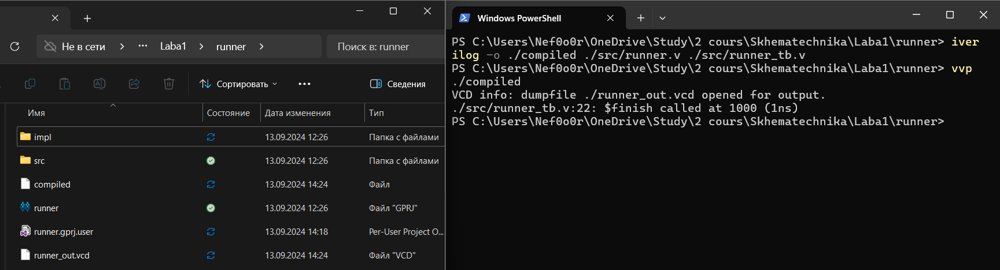 Не в сети
Laba1
runner
Поиск в: runner
Сортировать
Сведения
Имя Состояние Дата изменения Тип
impl 13.09.2024 12:26 Папка с файлами
src 13.09.2024 12:26 Папка с файлами
compiled 13.09.2024 14:24 Файл
runner 13.09.2024 12:26 Файл "GPRJ"
runner.gprj.user 13.09.2024 14:18 Per-User Project O...
runner_out.vcd 13.09.2024 14:24 Файл "VCD"
Windows PowerShell
PS C:\Users\Nef0o0r\OneDrive\Study\2 cours\Skhematechnika\Laba1\runner> iver
ilog -o ./compiled ./src/runner.v ./src/runner_tb.v
PS C:\Users\Nef0o0r\OneDrive\Study\2 cours\Skhematechnika\Laba1\runner> vvp
./compiled
VCD info: dumpfile ./runner_out.vcd opened for output.
./src/runner_tb.v:22: $finish called at 1000 (1ns)
PS C:\Users\Nef0o0r\OneDrive\Study\2 cours\Skhematechnika\Laba1\runner>